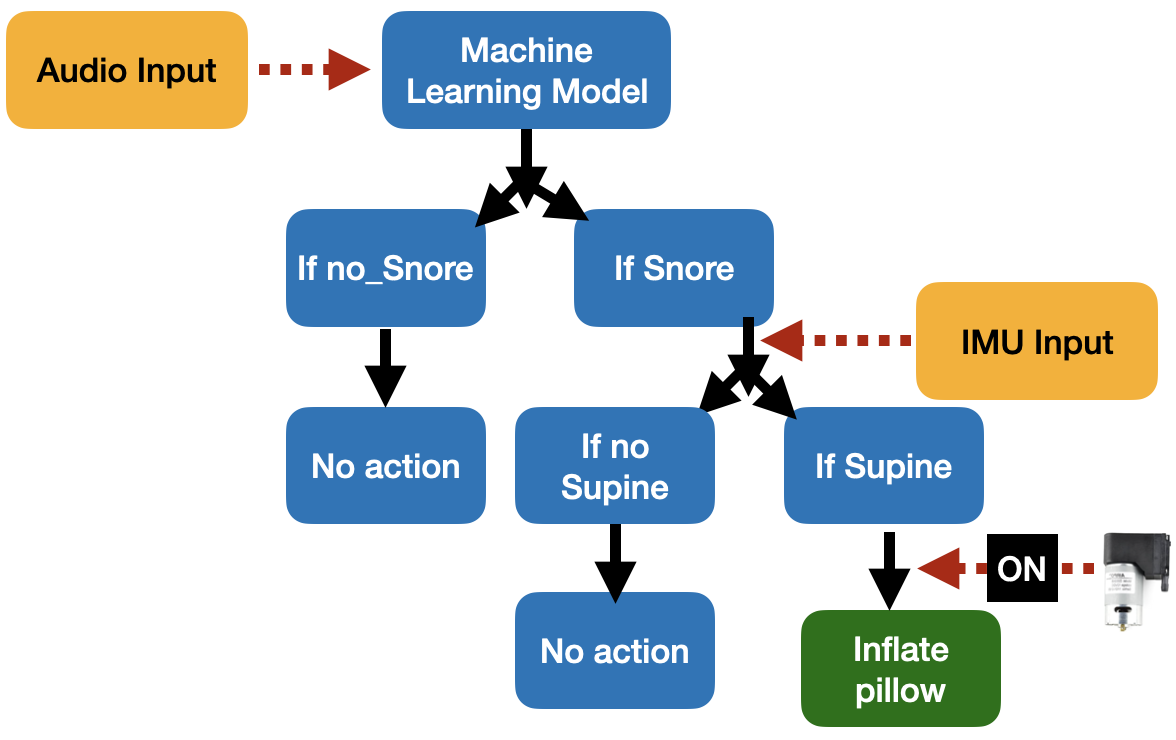 Audio Input
Machine
Learning Model
If no_Snore
If Snore
IMU Input
No action
If no
Supine
If Supine
ON
No action
Inflate
pillow